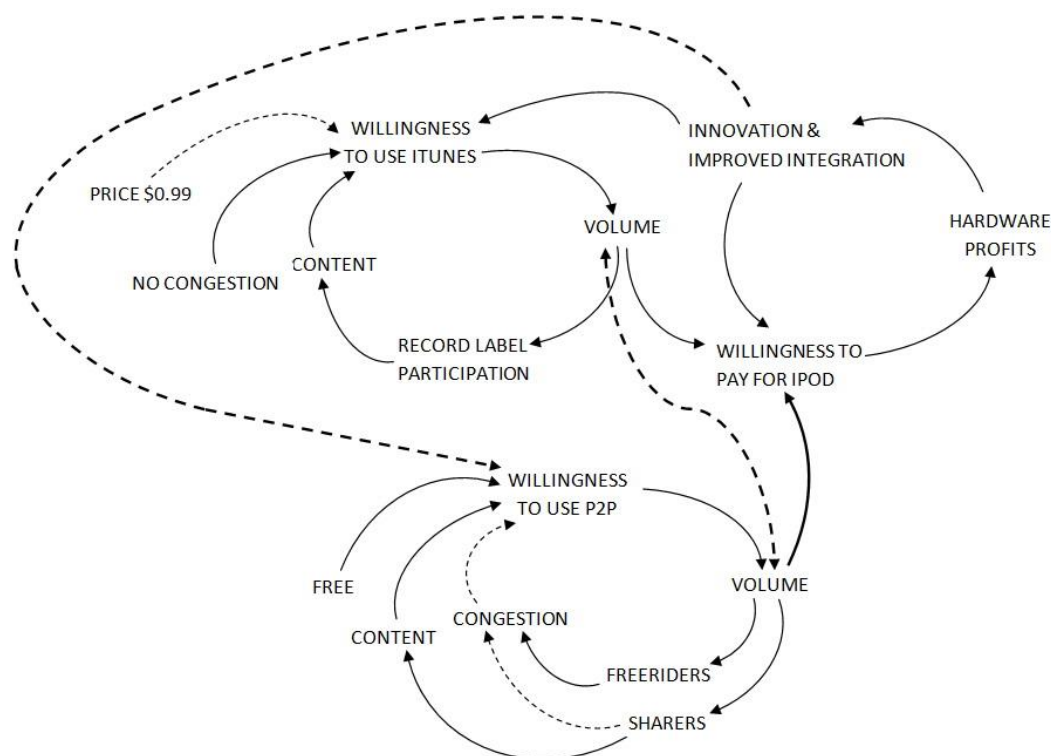 WILLINGNESS
TO USE ITUNES
INNOVATION &
IMPROVED INTEGRATION
PRICE $0.99
VOLUME
HARDWARE
PROFITS
CONTENT
NO CONGESTION
RECORD LABEL
PARTICIPATION
WILLINGNESS TO
PAY FOR IPOD
WILLINGNESS
TO USE P2P
FREE
VOLUME
CONGESTION
CONTENT
FREERIDERS
SHARERS